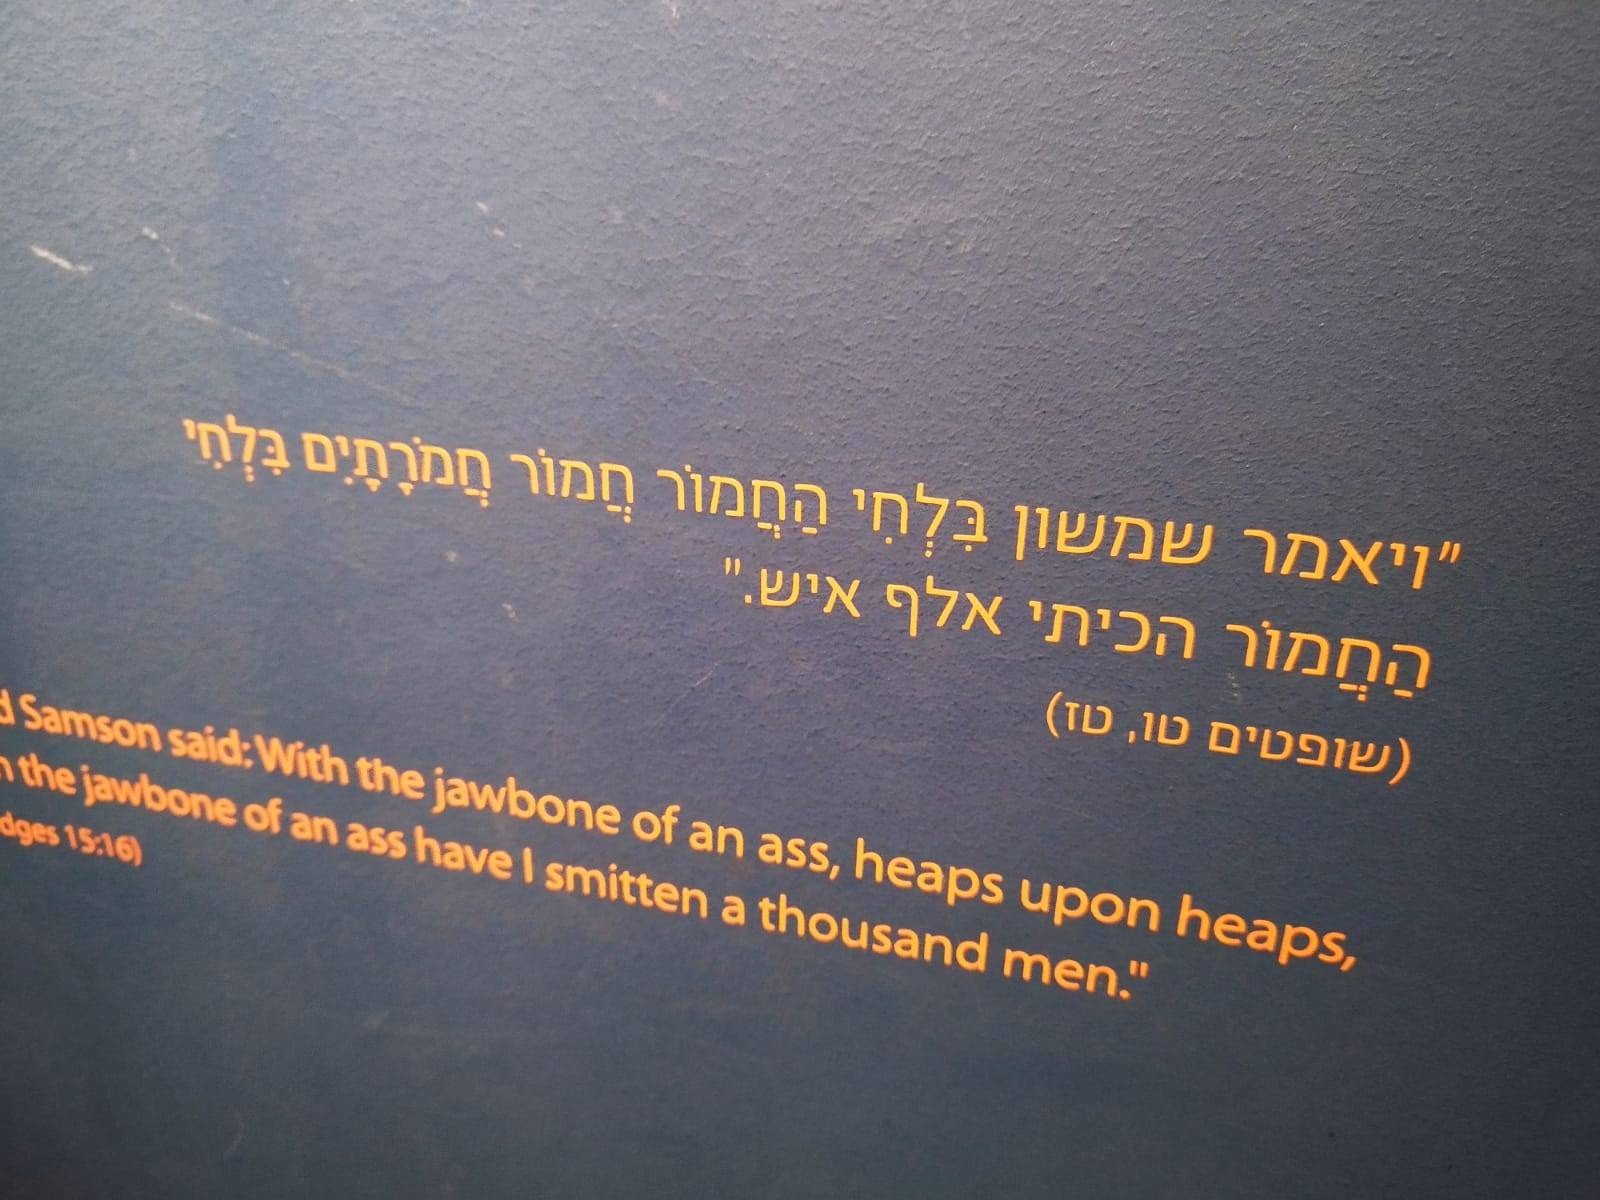 "ויאמר שמשון בִּלְחִי הַחֲמוֹר חֲמוֹר חֲמֹרָתָיִם בִּלְחִי
הַחֲמוֹר הכיתי אלף איש."
(שופטים טו, טז)
d Samson said: With the jawbone of an ass, heaps upon heaps,
the jawbone of an ass have I smitten a thousand men."
dges 15:16)